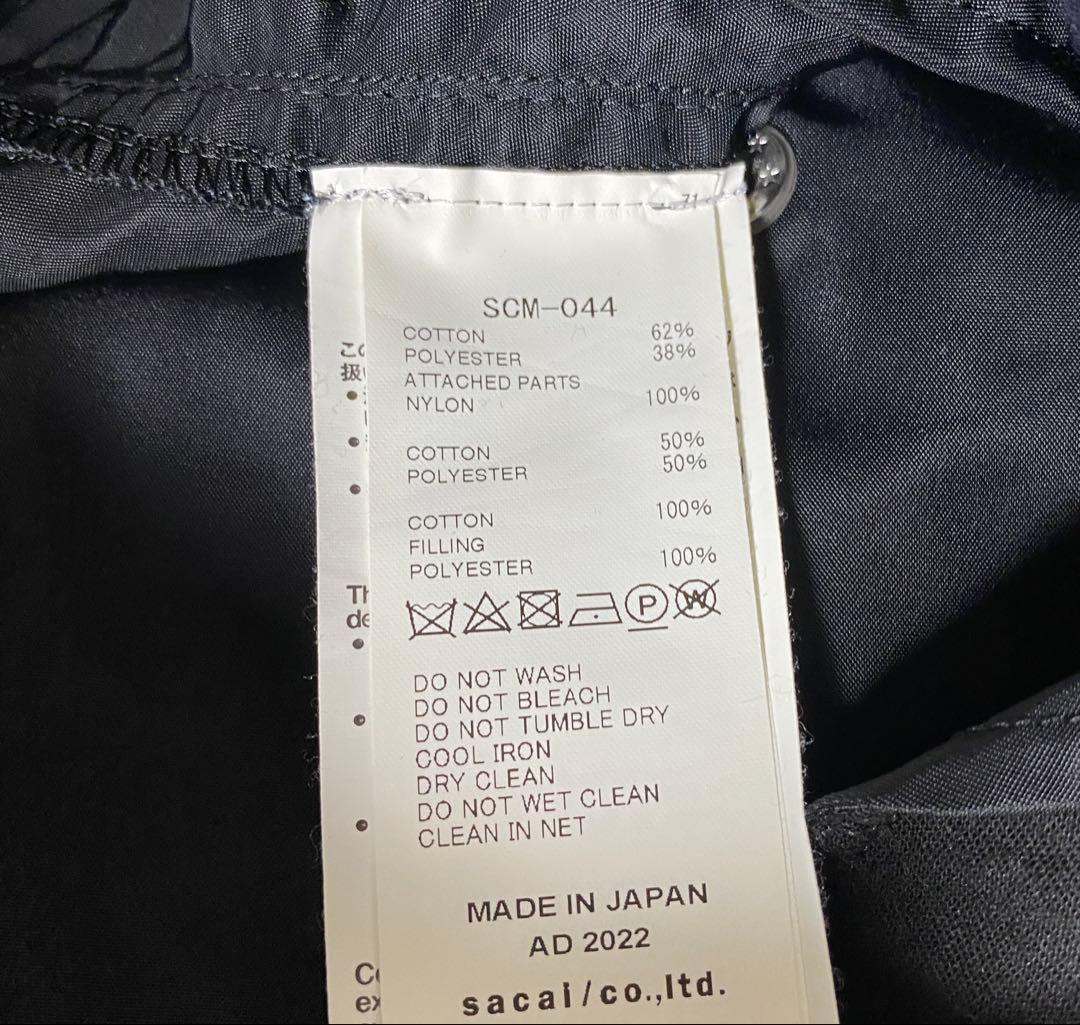 71
SCM-044
COTTON 62%
POLYESTER 38%
ATTACHED PARTS
NYLON 100%
COTTON 50%
POLYESTER 50%
COTTON 100%
FILLING
POLYESTER 100%
P W
DO NOT WASH
DO NOT BLEACH
DO NOT TUMBLE DRY
COOL IRON
DRY CLEAN
DO NOT WET CLEAN
CLEAN IN NET
MADE IN JAPAN
AD 2022
sacai/co.,ltd.